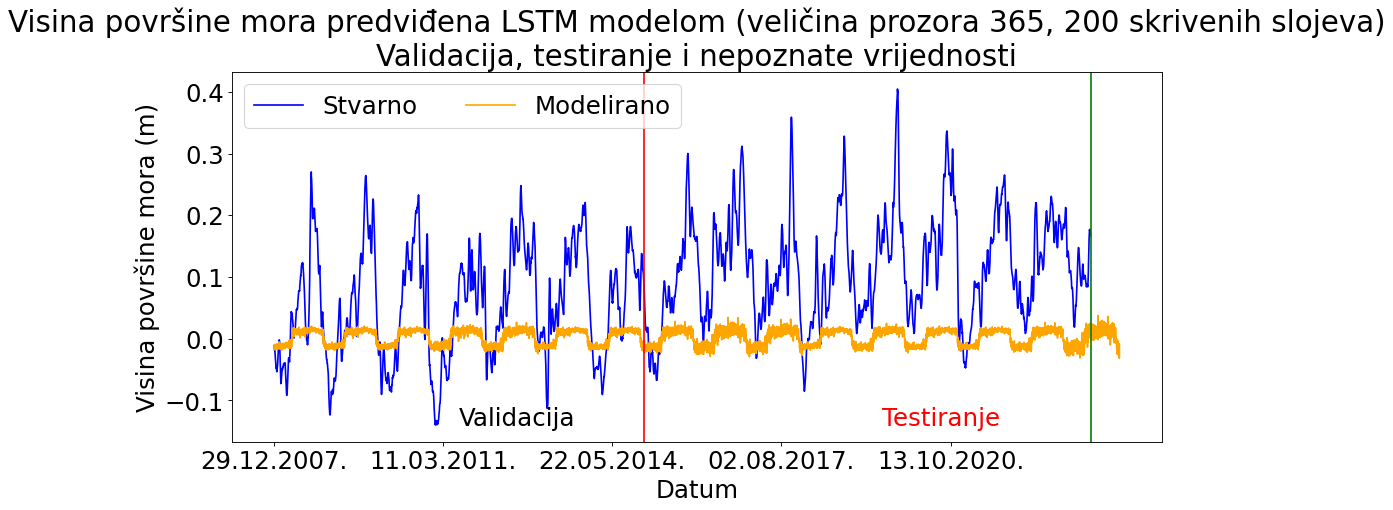 Visina površine mora predviđena LSTM modelom (veličina prozora 365, 200 skrivenih slojeva)
Validacija, testiranje i nepoznate vrijednosti
Stvarno
Modelirano
Visina površine mora (m)
0.4
0.3
0.2
0.1
0.0
−0.1
Validacija
Testiranje
29.12.2007.
11.03.2011.
22.05.2014.
02.08.2017.
13.10.2020.
Datum